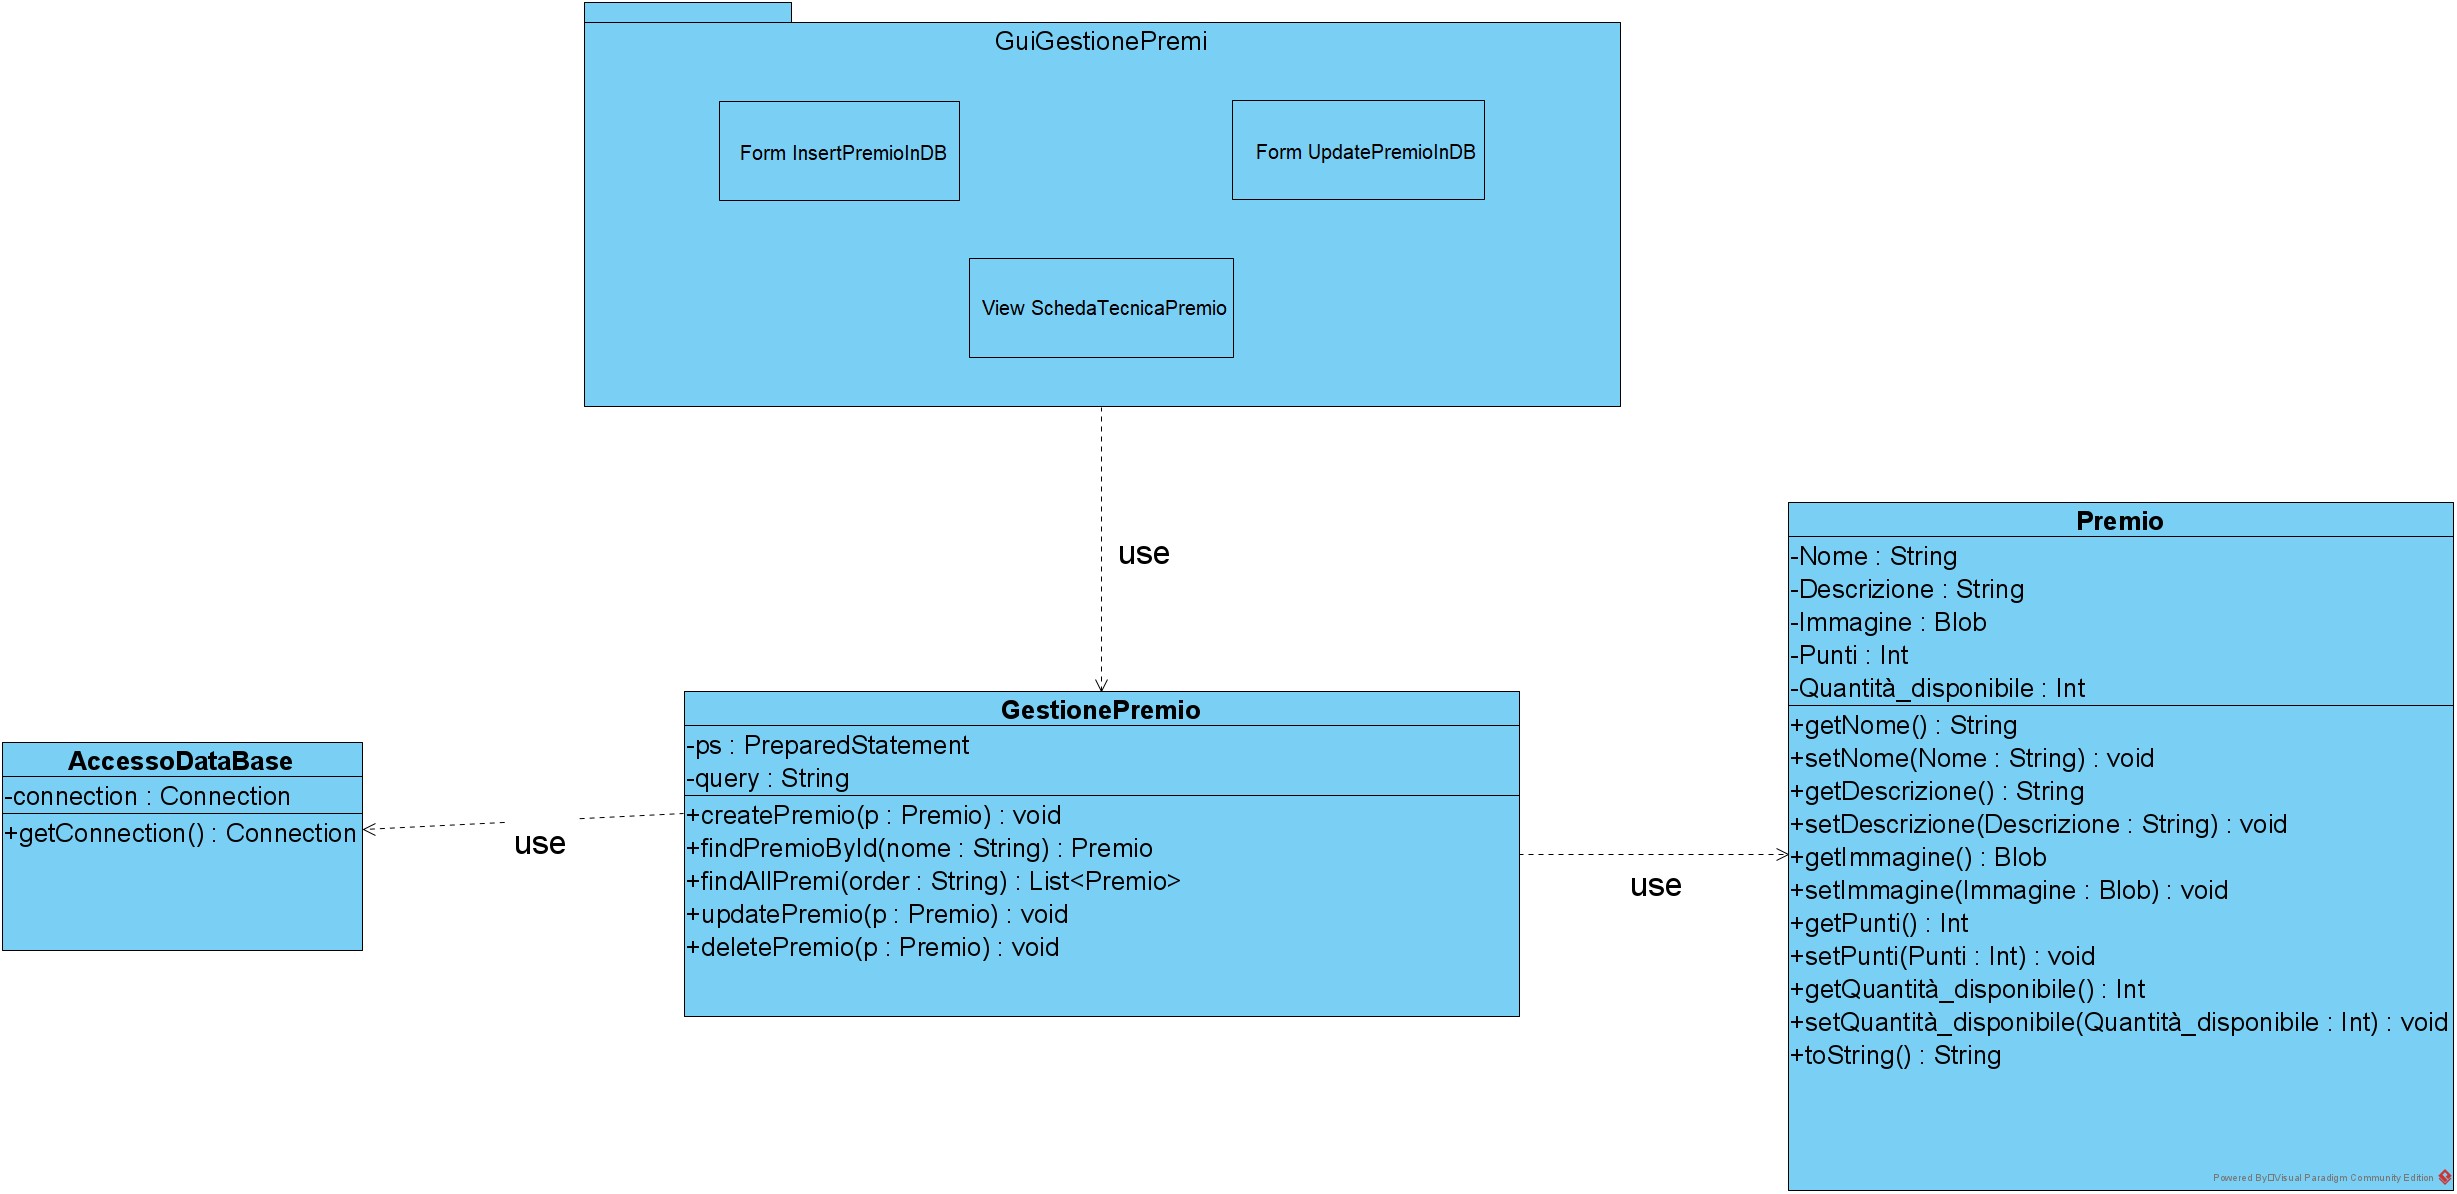 GuiGestionePremi
Form InsertPremioInDB
Form UpdatePremioInDB
View SchedaTecnicaPremio
use
AccessoDataBase
-connection : Connection
+getConnection() : Connection
use
GestionePremio
-ps : PreparedStatement
-query : String
+createPremio(p : Premio) : void
+findPremioById(nome : String) : Premio
+findAllPremi(order : String) : List<Premio>
+updatePremio(p : Premio) : void
+deletePremio(p : Premio) : void
use
Premio
-Nome : String
-Descrizione : String
-Immagine : Blob
-Punti : Int
-Quantità_disponibile : Int
+getNome() : String
+setNome(Nome : String) : void
+getDescrizione() : String
+setDescrizione(Descrizione : String) : void
+getImmagine() : Blob
+setImmagine(Immagine : Blob) : void
+getPunti() : Int
+setPunti(Punti : Int) : void
+getQuantità_disponibile() : Int
+setQuantità_disponibile(Quantità_disponibile : Int) : void
+toString() : String
Powered By Visual Paradigm Community Edition